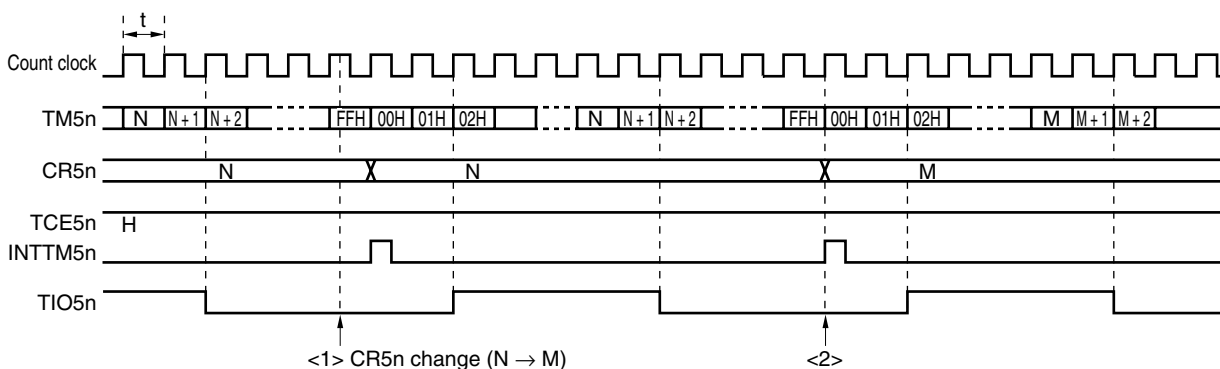 t
Count clock
TM5n N N + 1 N + 2 FFH 00H 01H 02H N N + 1 N + 2 FFH 00H 01H 02H M M + 1 M + 2
CR5n N N M
TCE5n H
INTTM5n
TIO5n
<1> CR5n change (N → M) <2>